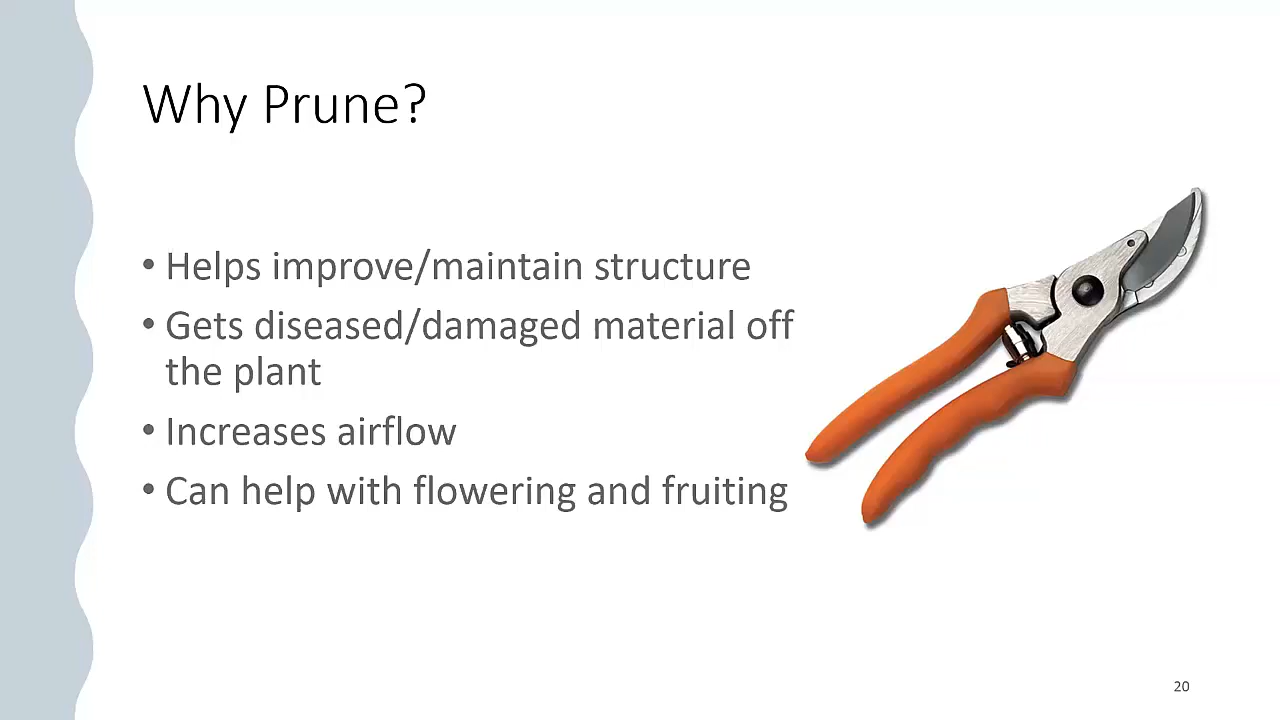 Why Prune?
• Helps improve/maintain structure
• Gets diseased/damaged material off
the plant
• Increases airflow
• Can help with flowering and fruiting
20